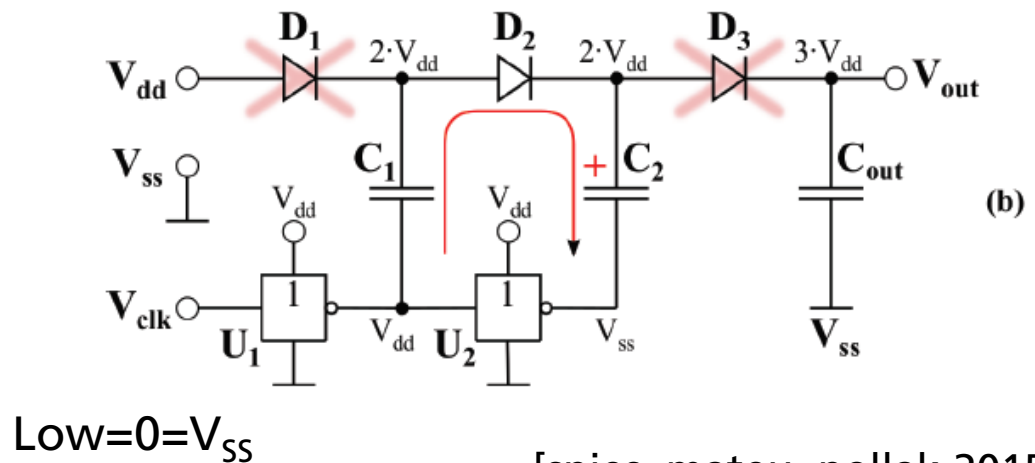 D1 D2 D3
2·Vdd 2·Vdd 3·Vdd
Vdd Vout
Vss C1 + C2 Cout
Vdd Vdd (b)
Vclk 1 1
U1 Vdd U2 Vss Vss
Low=0=VSS